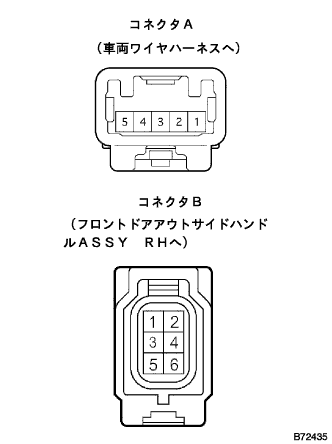 コネクタA
（車両ワイヤハーネスへ）
5 4 3 2 1
コネクタB
（フロントドアアウトサイドハンド
ルASSY　RHへ）
1 2
3 4
5 6
B72435